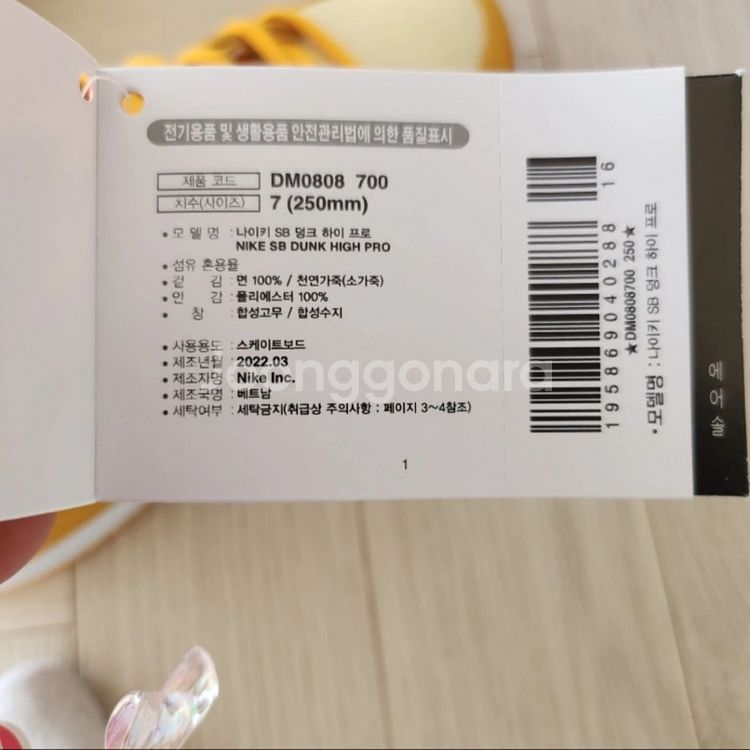 전기용품 및 생활용품 안전관리법에 의한 품질표시
제품 코드 DM0808 700
치수(사이즈) 7 (250mm)
• 모 델 명 : 나이키 SB 덩크 하이 프로
NIKE SB DUNK HIGH PRO
• 섬유 혼용율
• 겉 감 : 면 100% / 천연가죽(소가죽)
• 안 감 : 폴리에스터 100%
• 창 : 합성고무 / 합성수지
• 사용용도 : 스케이트보드
• 제조년월 : 2022.03
• 제조자명 : Nike Inc.
• 제조국명 : 베트남
• 세탁여부 : 세탁금지(취급상 주의사항 : 페이지 3~4참조)
1
195869040288 16
★DM0808700 250★
• 모델명 : 나이키 SB 덩크 하이 프로
에어솔